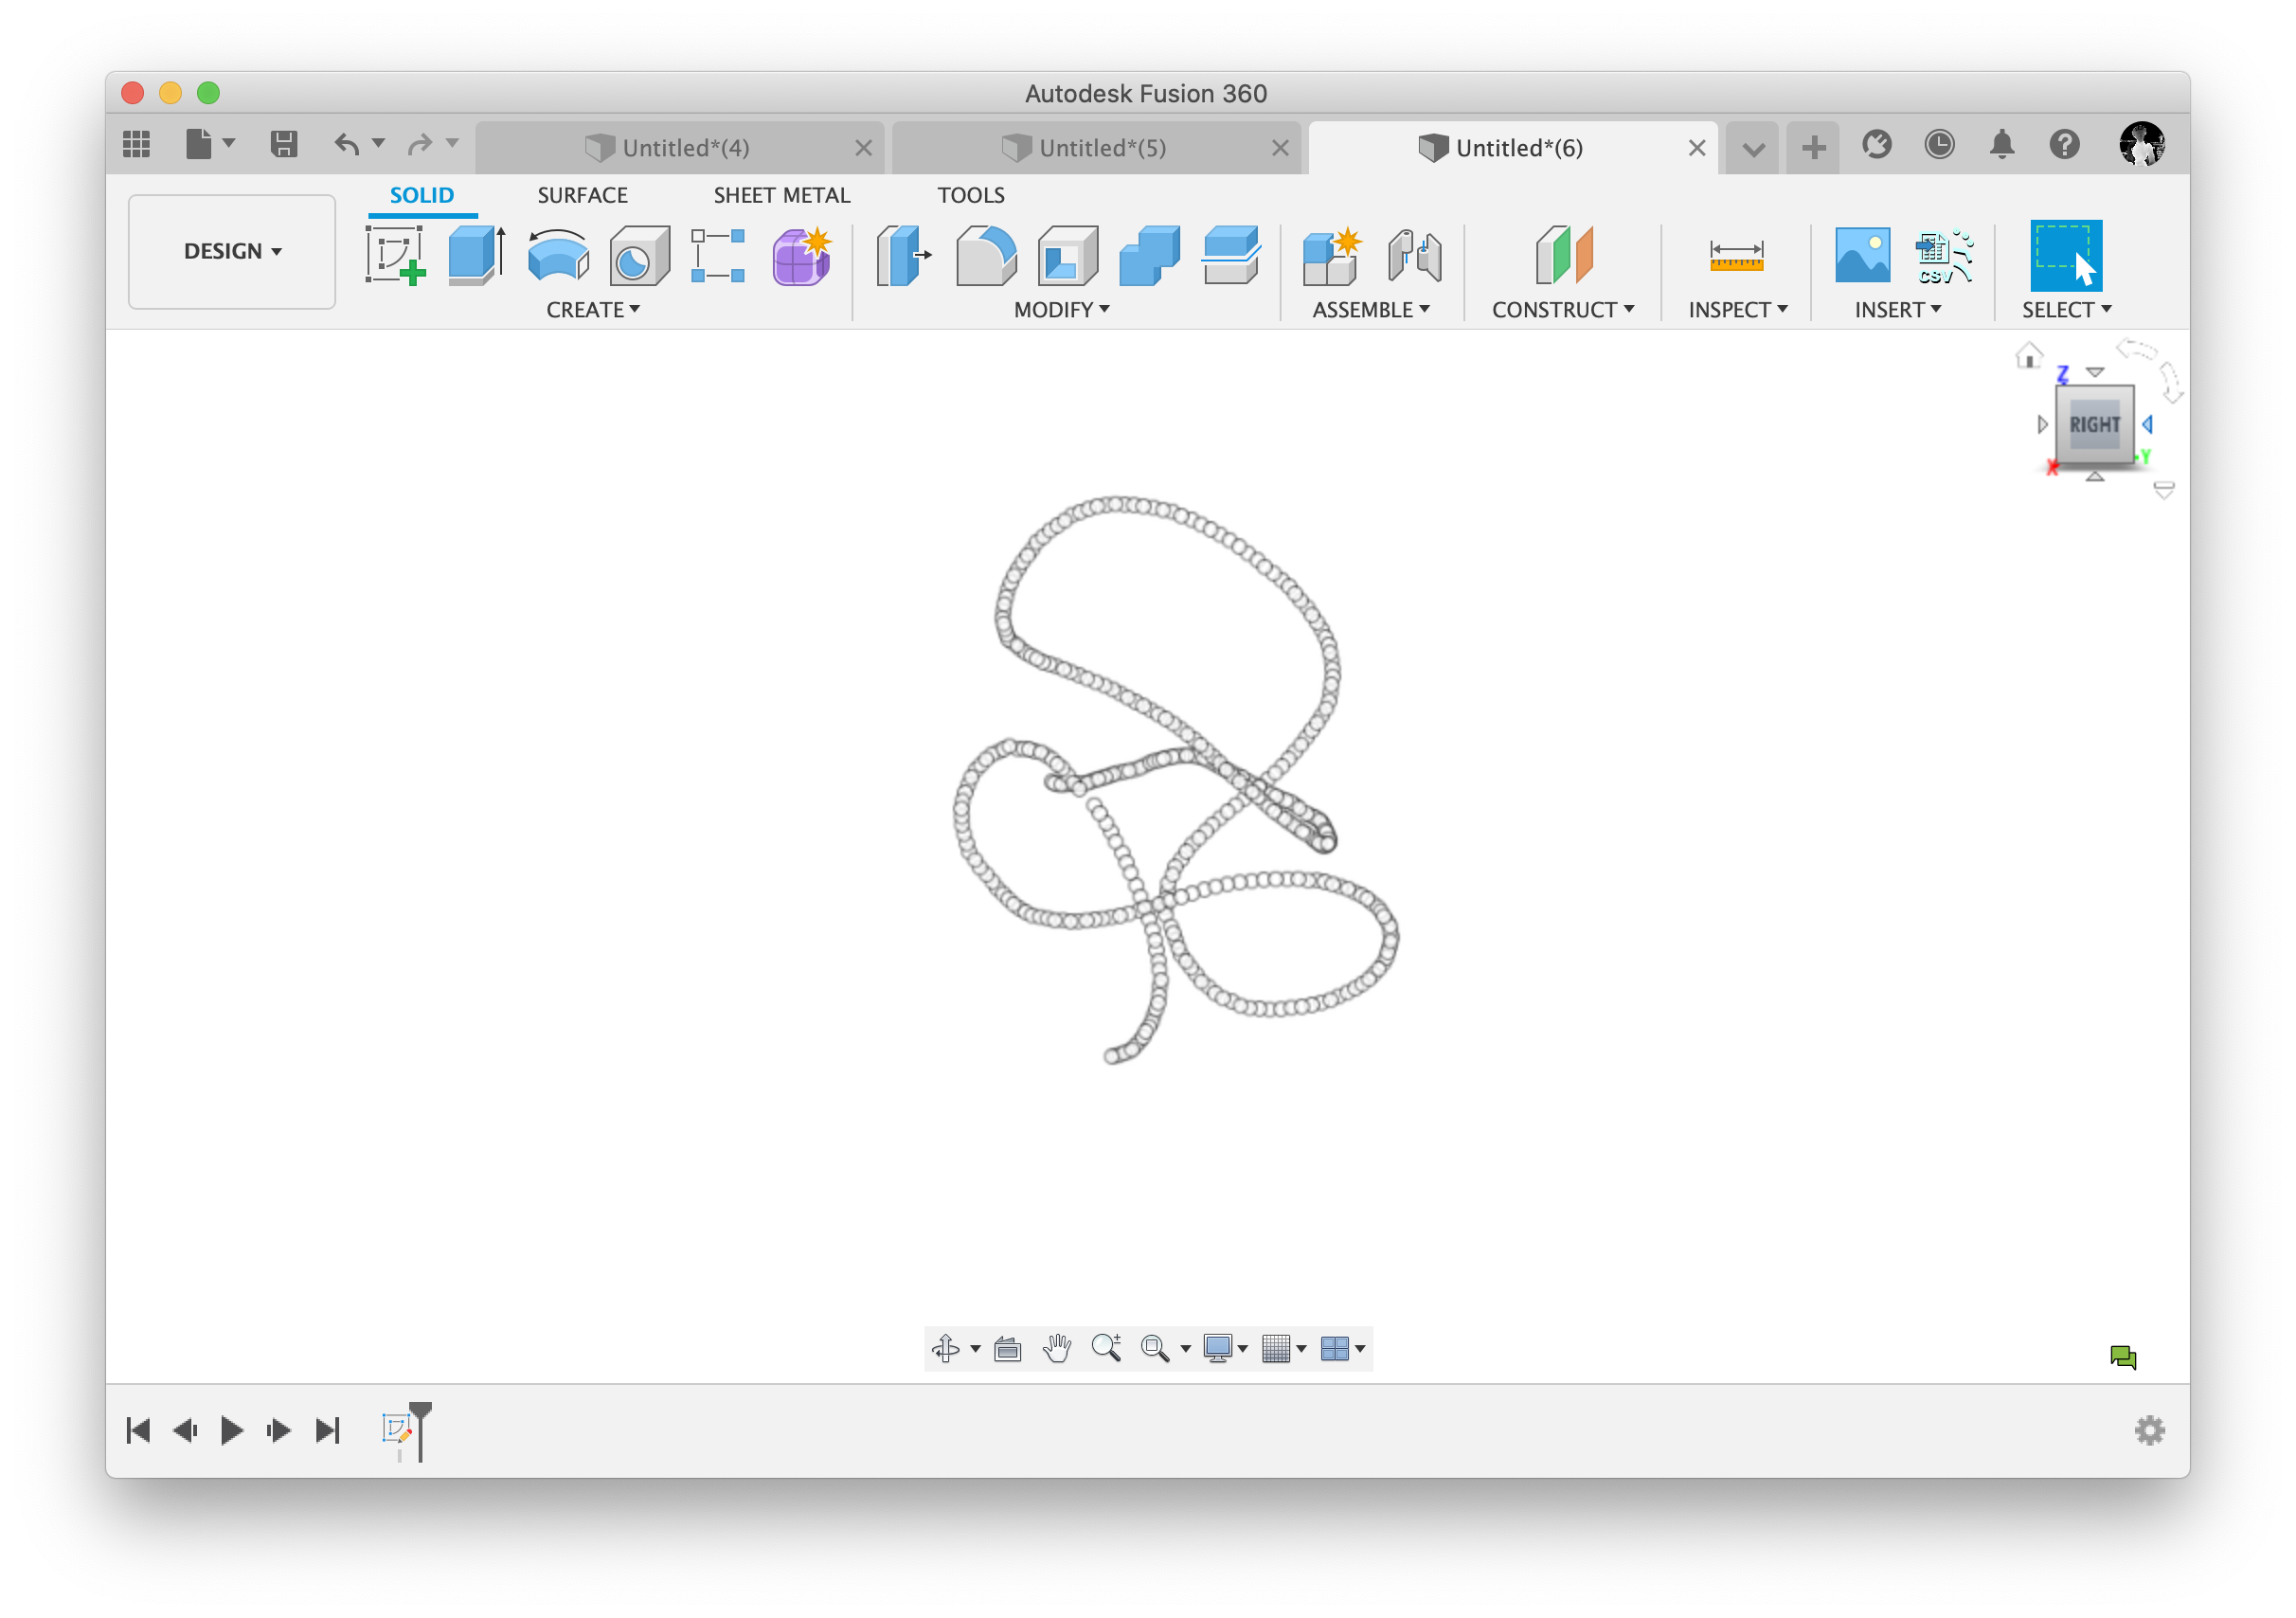 Autodesk Fusion 360
Untitled*(4)
Untitled*(5)
Untitled*(6)
SOLID
SURFACE
SHEET METAL
TOOLS
DESIGN
CSV
CREATE
MODIFY
ASSEMBLE
CONSTRUCT
INSPECT
INSERT
SELECT
Z
RIGHT
X
Y